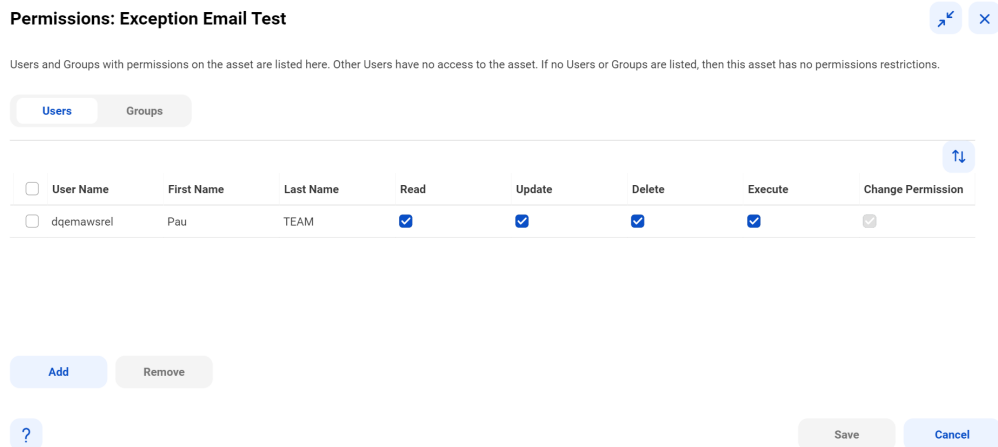 Permissions: Exception Email Test
Users and Groups with permissions on the asset are listed here. Other Users have no access to the asset. If no Users or Groups are listed, then this asset has no permissions restrictions.
Users Groups
User Name First Name Last Name Read Update Delete Execute Change Permission
dqemawsrel Pau TEAM
Add Remove
? Save Cancel